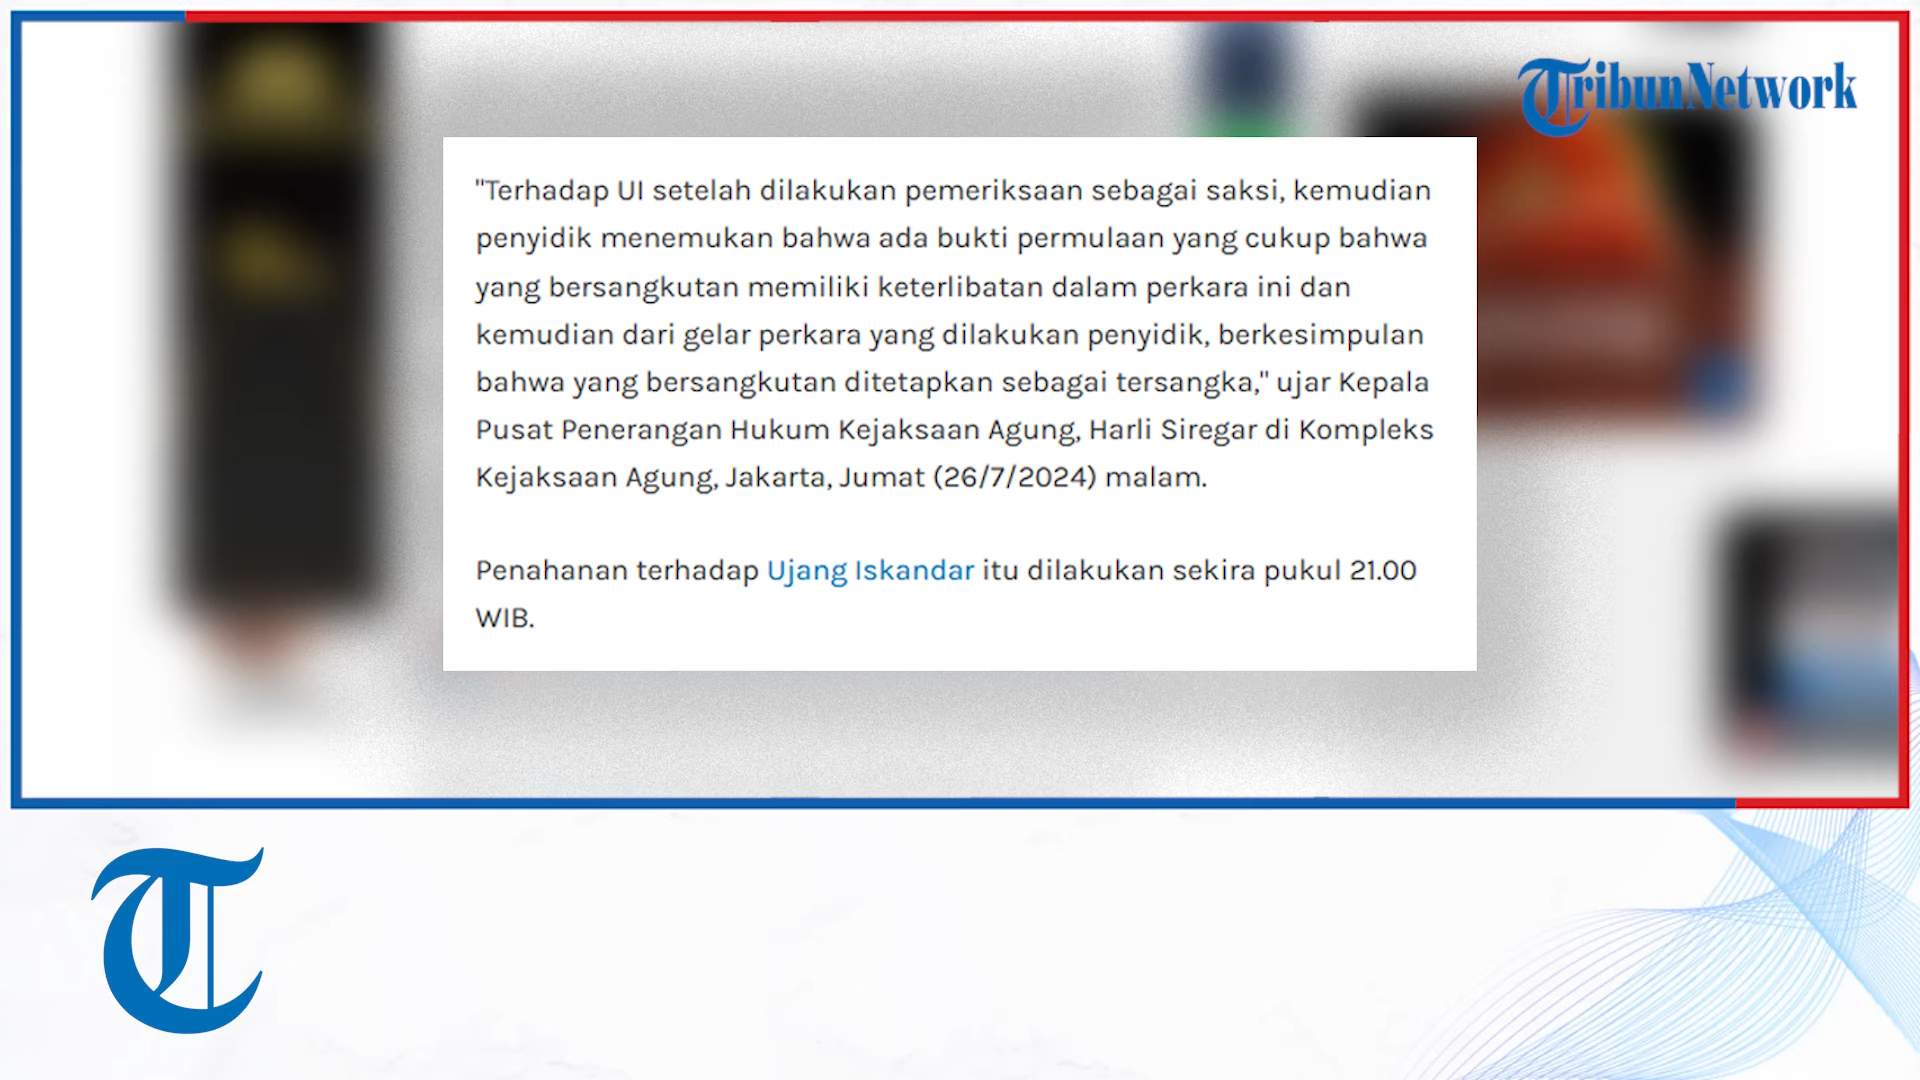 TribunNetwork
"Terhadap UI setelah dilakukan pemeriksaan sebagai saksi, kemudian
penyidik menemukan bahwa ada bukti permulaan yang cukup bahwa
yang bersangkutan memiliki keterlibatan dalam perkara ini dan
kemudian dari gelar perkara yang dilakukan penyidik, berkesimpulan
bahwa yang bersangkutan ditetapkan sebagai tersangka," ujar Kepala
Pusat Penerangan Hukum Kejaksaan Agung, Harli Siregar di Kompleks
Kejaksaan Agung, Jakarta, Jumat (26/7/2024) malam.
Penahanan terhadap Ujang Iskandar itu dilakukan sekira pukul 21.00
WIB.
T